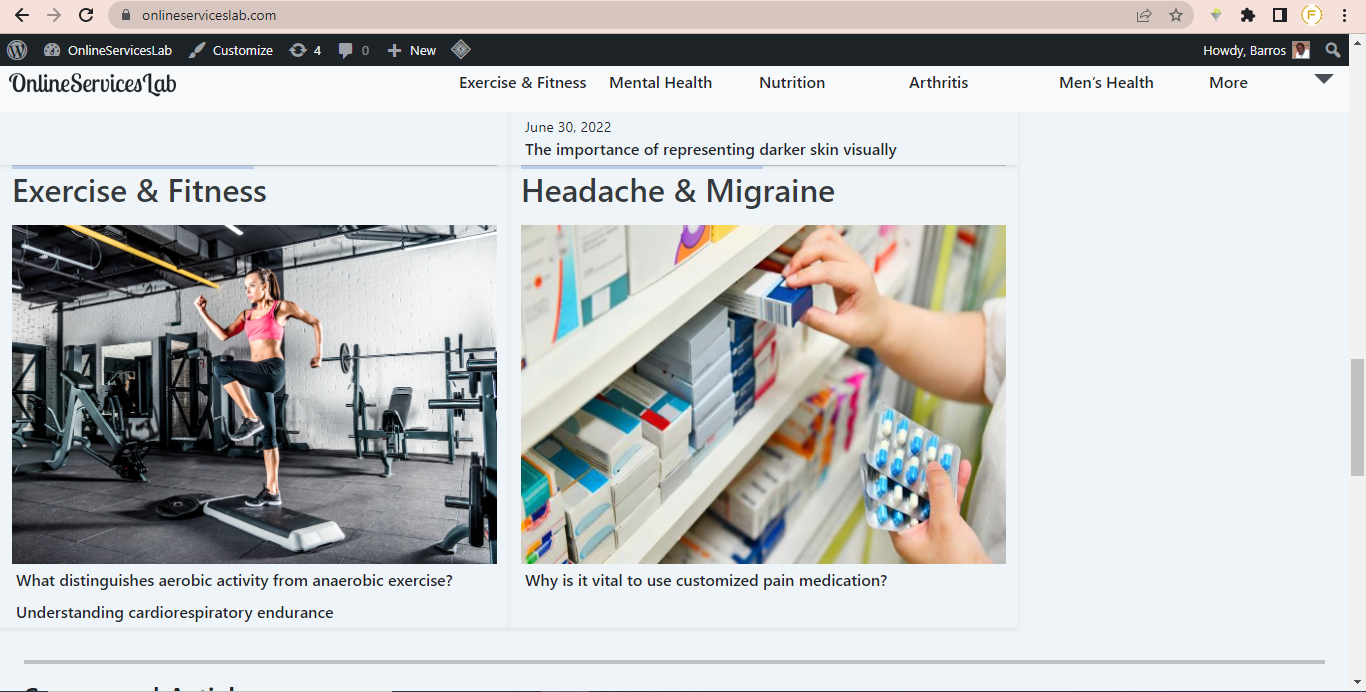 onlineserviceslab.com
OnlineServicesLab
Customize
4
0
New
Howdy, Barros
F
OnlineServicesLab
Exercise & Fitness
Mental Health
Nutrition
Arthritis
Men’s Health
More
June 30, 2022
The importance of representing darker skin visually
Exercise & Fitness
Headache & Migraine
What distinguishes aerobic activity from anaerobic exercise?
Why is it vital to use customized pain medication?
Understanding cardiorespiratory endurance